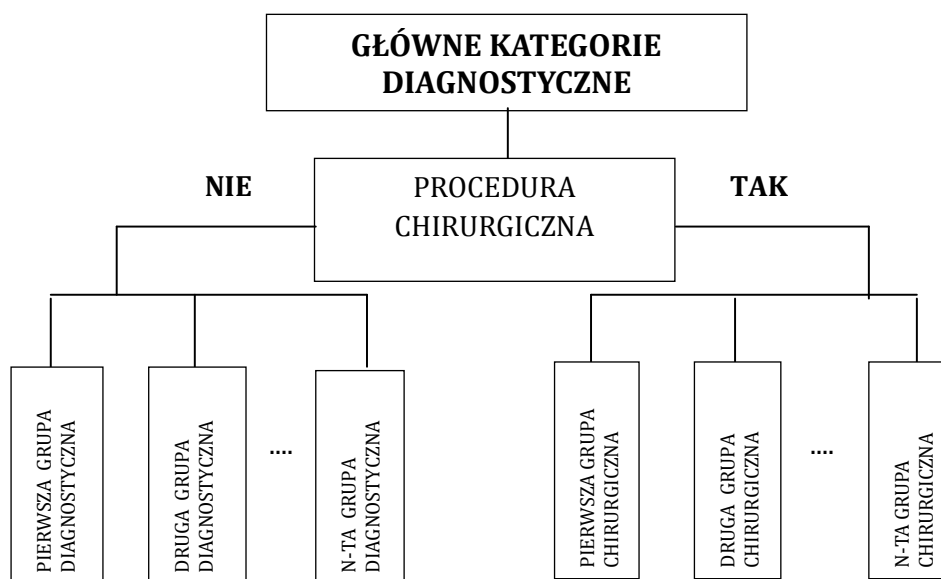 GŁÓWNE KATEGORIE
DIAGNOSTYCZNE
NIE
PROCEDURA
CHIRURGICZNA
TAK
PIERWSZA GRUPA
DIAGNOSTYCZNA
DRUGA GRUPA
DIAGNOSTYCZNA
....
N-TA GRUPA
DIAGNOSTYCZNA
PIERWSZA GRUPA
CHIRURGICZNA
DRUGA GRUPA
CHIRURGICZNA
....
N-TA GRUPA
CHIRURGICZNA